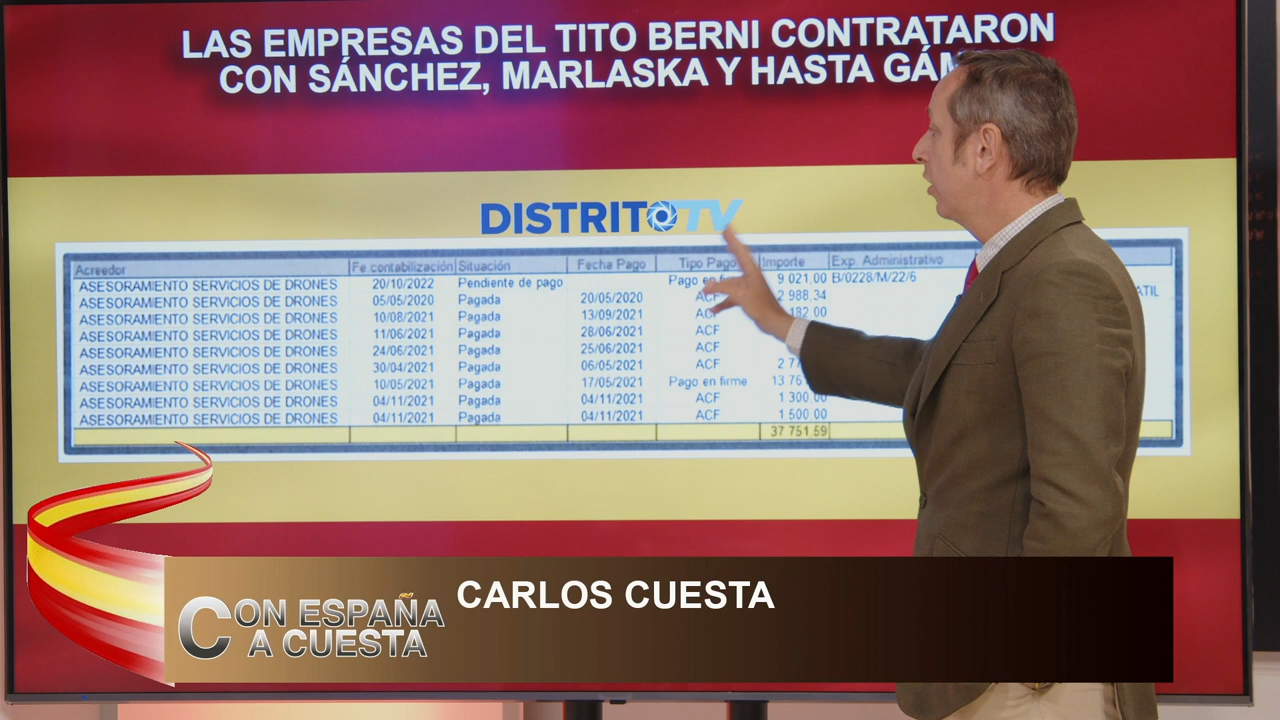 LAS EMPRESAS DEL TITO BERNI CONTRATARON
CON SÁNCHEZ, MARLASKA Y HASTA
DISTRITO TV
Acreedor Fe.contabilización Situación Fecha Pago Tipo Pago Importe Exp. Administrativo
ASESORAMIENTO SERVICIOS DE DRONES 20/10/2022 Pendiente de pago Pago en 9 021,00 B/0228/M/22/6
ASESORAMIENTO SERVICIOS DE DRONES 05/05/2020 Pagada 20/05/2020 ACF 2 988,34
ASESORAMIENTO SERVICIOS DE DRONES 10/08/2021 Pagada 13/09/2021 ACF 182,00
ASESORAMIENTO SERVICIOS DE DRONES 11/06/2021 Pagada 28/06/2021 ACF
ASESORAMIENTO SERVICIOS DE DRONES 24/06/2021 Pagada 25/06/2021 ACF
ASESORAMIENTO SERVICIOS DE DRONES 30/04/2021 Pagada 06/05/2021 ACF
ASESORAMIENTO SERVICIOS DE DRONES 10/05/2021 Pagada 17/05/2021 Pago en firme
ASESORAMIENTO SERVICIOS DE DRONES 04/11/2021 Pagada 04/11/2021 ACF 1 300,00
ASESORAMIENTO SERVICIOS DE DRONES 04/11/2021 Pagada 04/11/2021 ACF 1 500,00
37 751,59
CARLOS CUESTA
CON ESPAÑA
A CUESTA